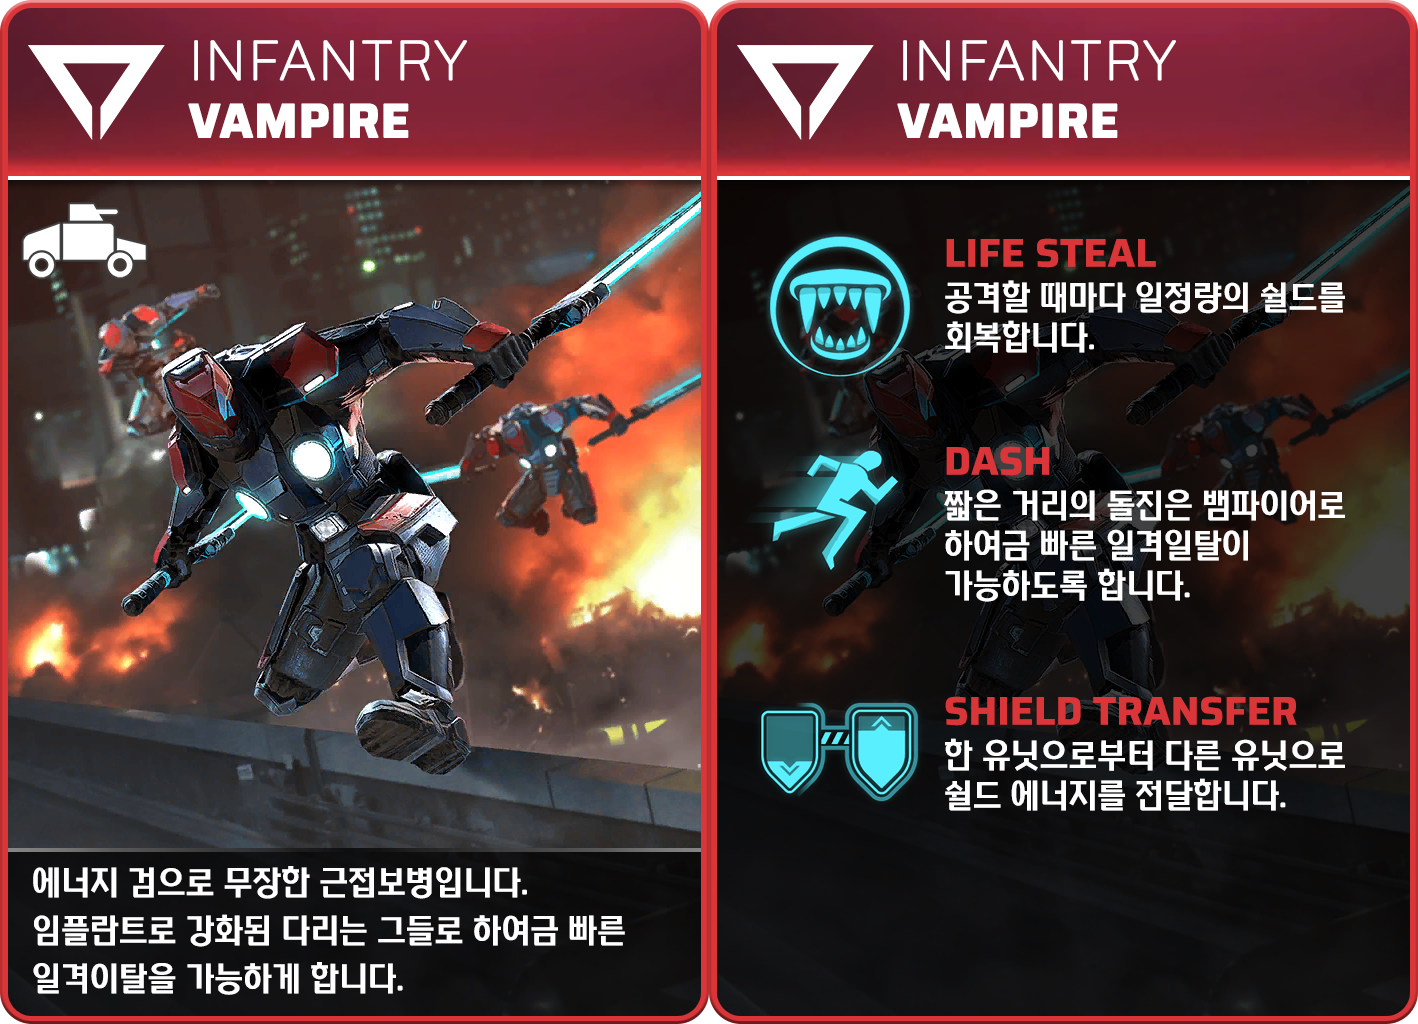 INFANTRY
VAMPIRE
에너지 검으로 무장한 근접보병입니다.
임플란트로 강화된 다리는 그들로 하여금 빠른
일격이탈을 가능하게 합니다.
INFANTRY
VAMPIRE
LIFE STEAL
공격할 때마다 일정량의 쉴드를
회복합니다.
DASH
짧은 거리의 돌진은 뱀파이어로
하여금 빠른 일격일탈이
가능하도록 합니다.
SHIELD TRANSFER
한 유닛으로부터 다른 유닛으로
쉴드 에너지를 전달합니다.